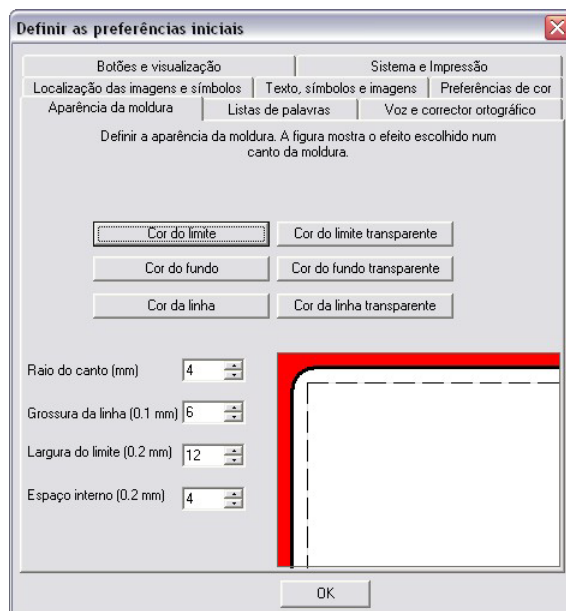 Definir as preferências iniciais
Botões e visualização
Sistema e Impressão
Localização das imagens e símbolos
Texto, símbolos e imagens
Preferências de cor
Aparência da moldura
Listas de palavras
Voz e corrector ortográfico
Definir a aparência da moldura. A figura mostra o efeito escolhido num
canto da moldura.
Cor do limite
Cor do limite transparente
Cor do fundo
Cor do fundo transparente
Cor da linha
Cor da linha transparente
Raio do canto (mm) 4
Grossura da linha (0.1 mm) 6
Largura do limite (0.2 mm) 12
Espaço interno (0.2 mm) 4
OK